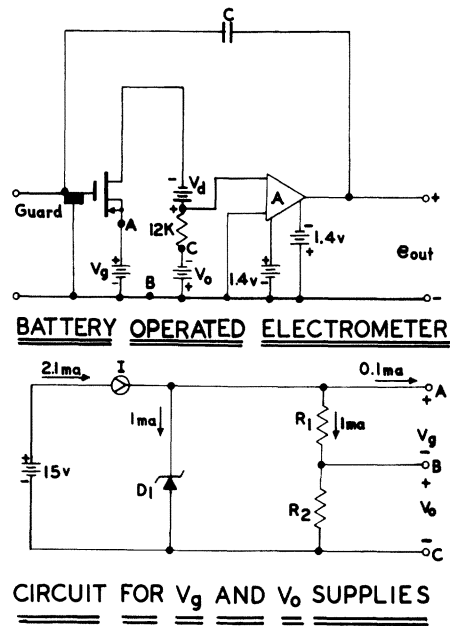 C
Guard
A
Vg
B
- Vd
+
12K
C
-
Vo
+
A
1.4v
-
1.4v
+
+
eout
-
BATTERY OPERATED ELECTROMETER
2.1ma
I
0.1ma
A
+
1ma
R1
1ma
Vg
-
B
+
15v
-
D1
R2
+
Vo
-
C
CIRCUIT FOR Vg AND Vo SUPPLIES